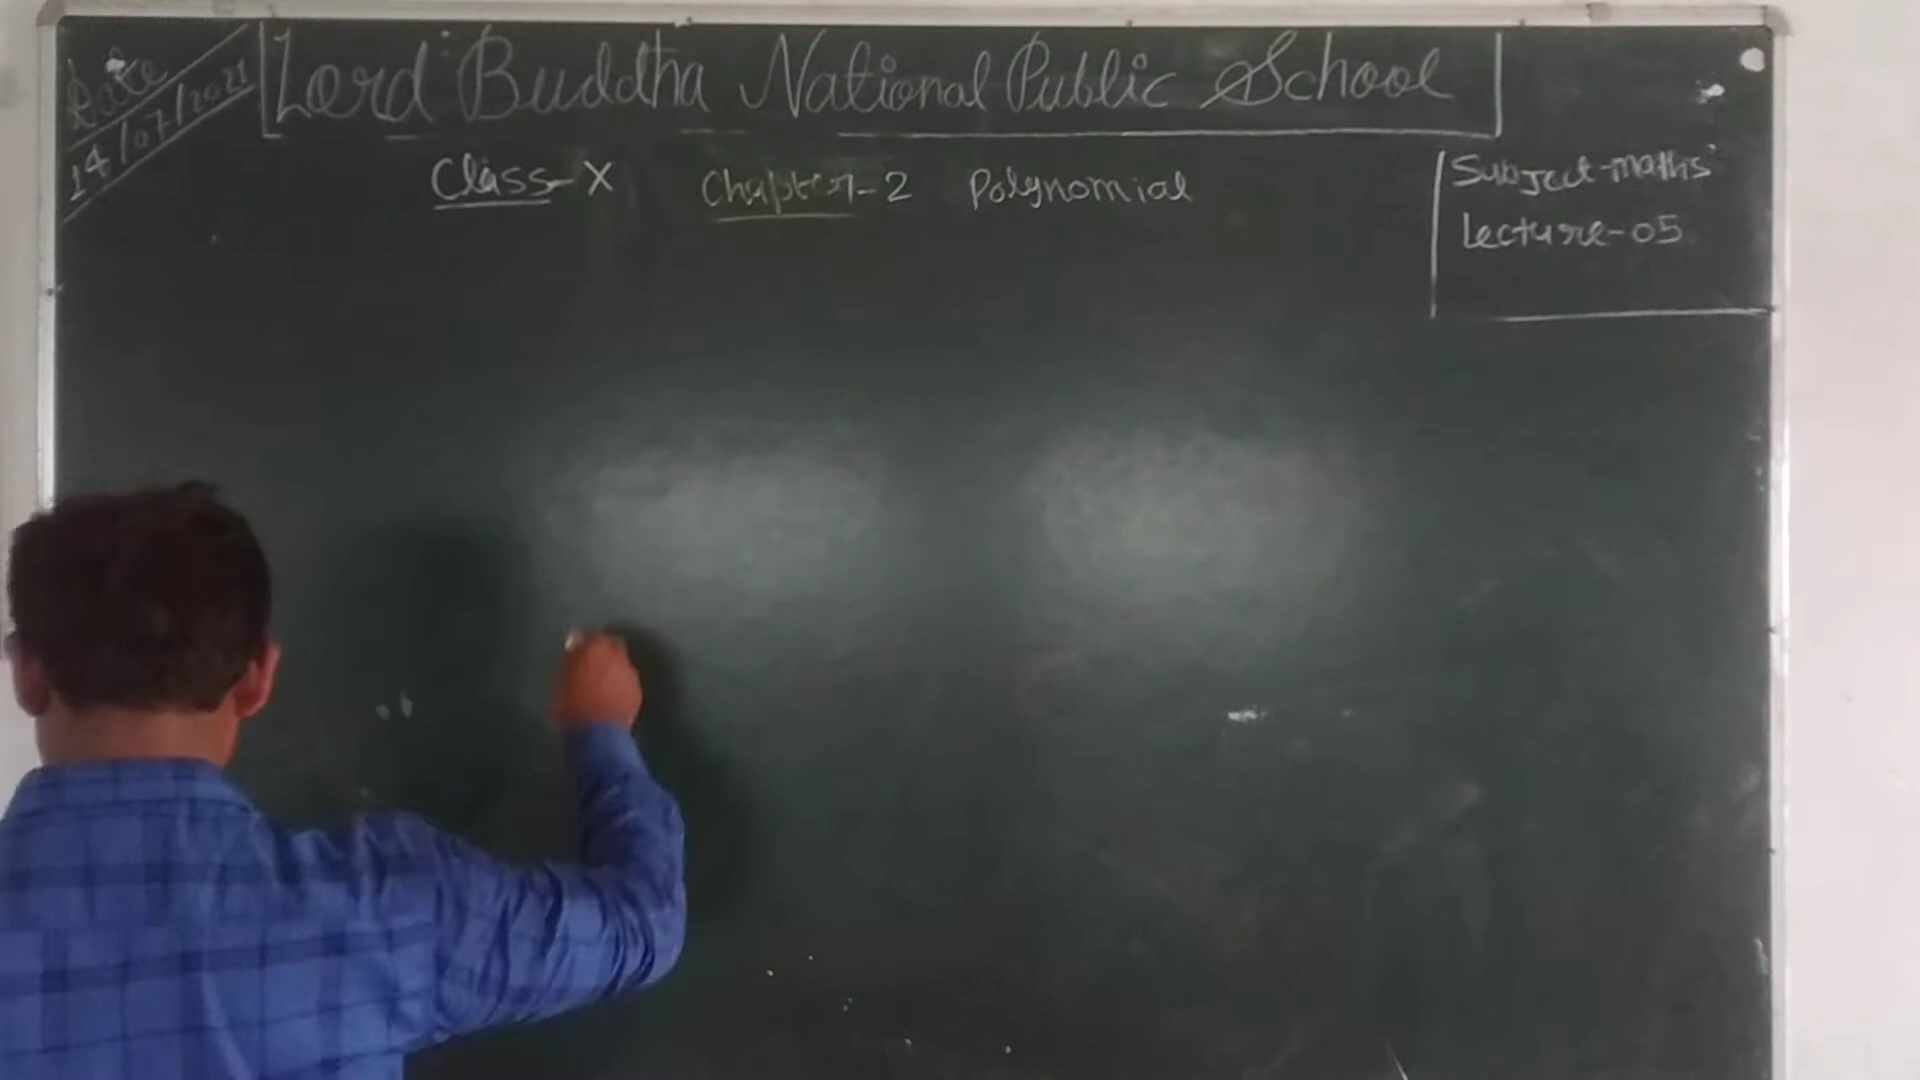 Date
14/07/2021
Lord Buddha National Public School
Class-X Chapter-2 Polynomial
Subject-maths
Lecture-05